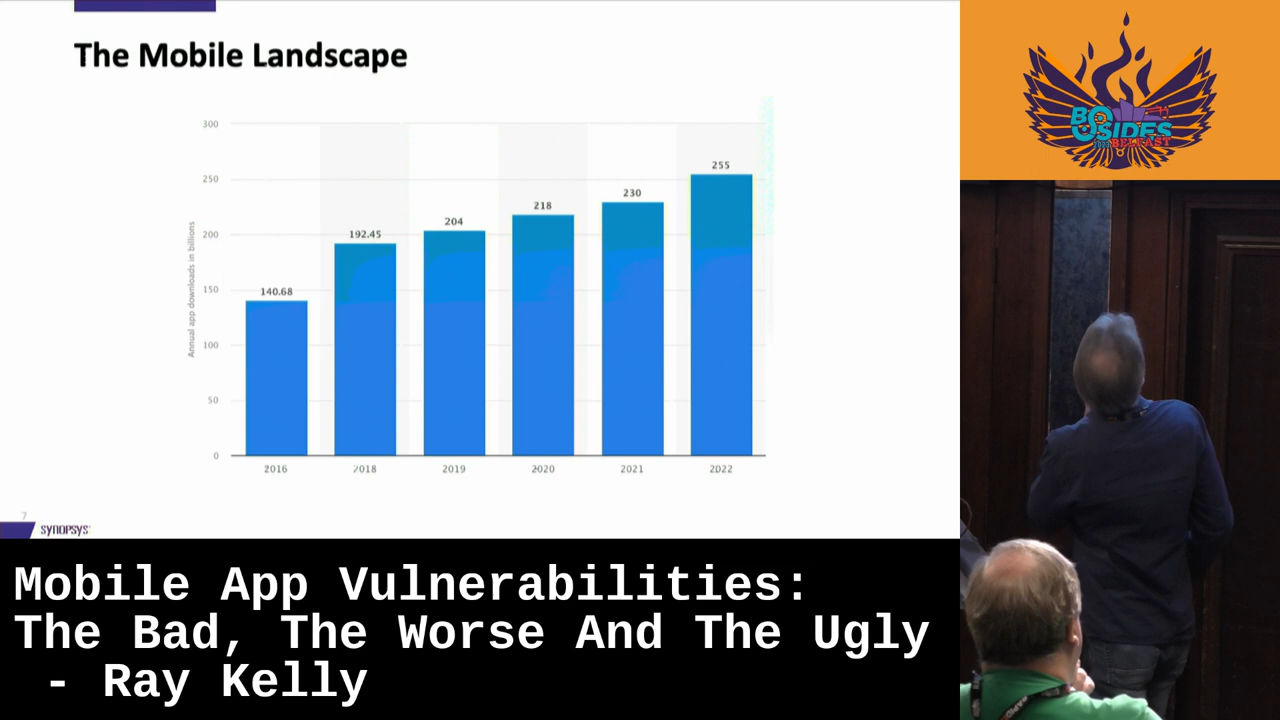 The Mobile Landscape
Annual app downloads in billions
300
250
200
150
100
50
0
140.68
192.45
204
218
230
255
2016
2018
2019
2020
2021
2022
7
SYNOPSYS
BSIDES
BELFAST
Mobile App Vulnerabilities:
The Bad, The Worse And The Ugly
- Ray Kelly